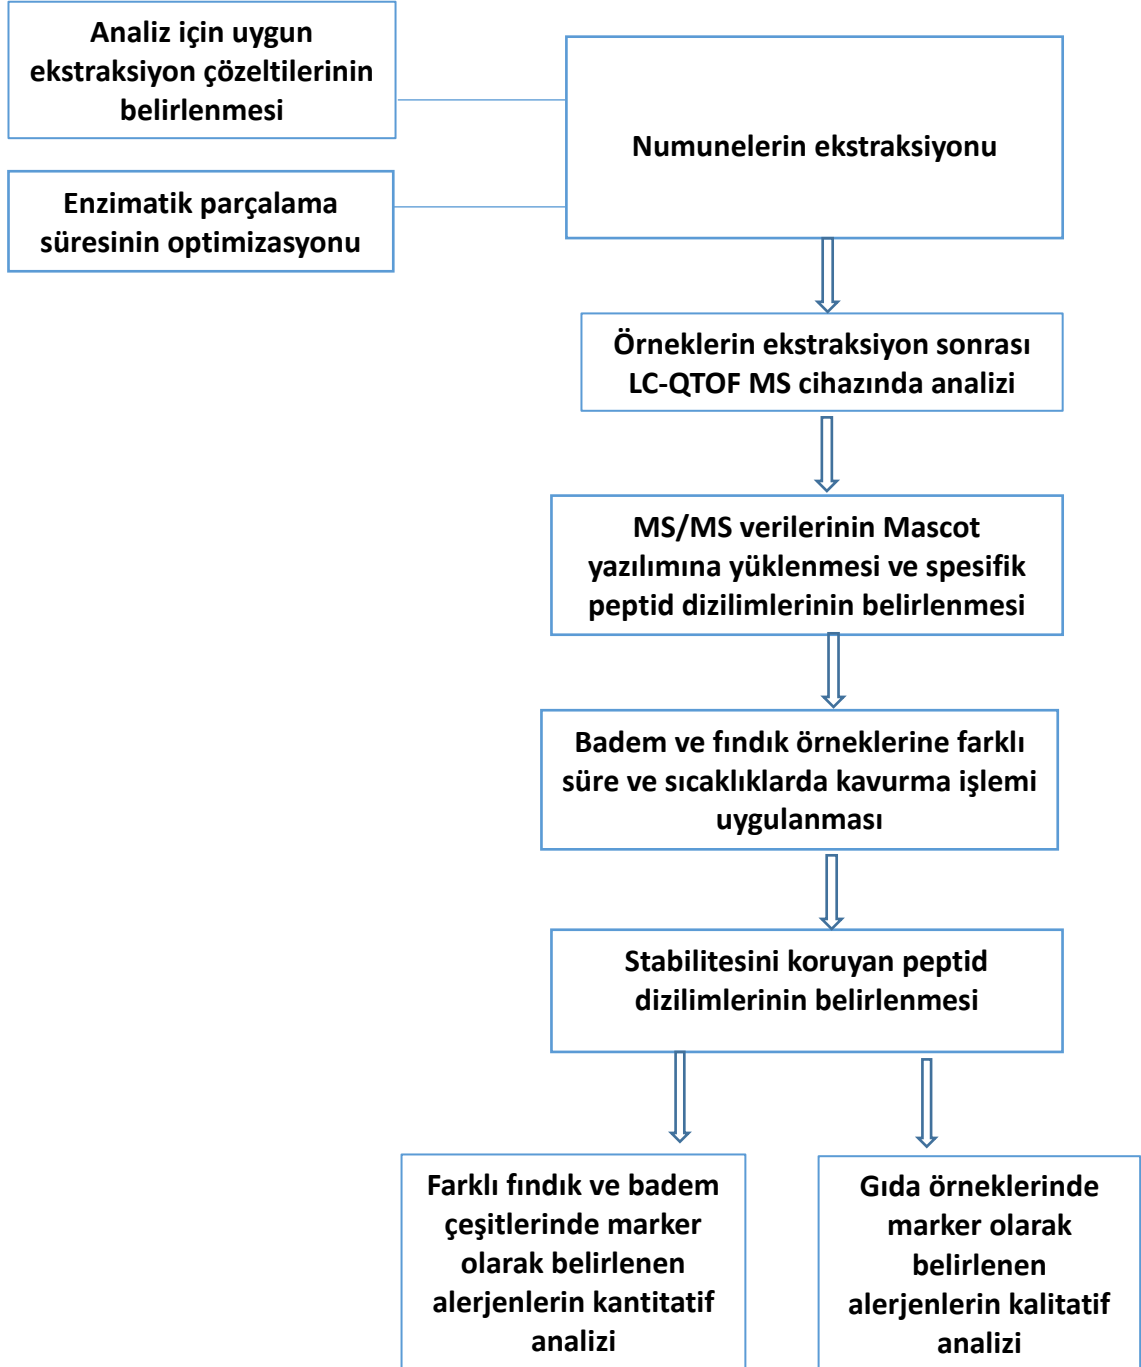 Analiz için uygun
ekstraksiyon çözeltilerinin
belirlenmesi
Enzimatik parçalama
süresinin optimizasyonu
Numunelerin ekstraksiyonu
Örneklerin ekstraksiyon sonrası
LC-QTOF MS cihazında analizi
MS/MS verilerinin Mascot
yazılımına yüklenmesi ve spesifik
peptid dizilimlerinin belirlenmesi
Badem ve fındık örneklerine farklı
süre ve sıcaklıklarda kavurma işlemi
uygulanması
Stabilitesini koruyan peptid
dizilimlerinin belirlenmesi
Farklı fındık ve badem
çeşitlerinde marker
olarak belirlenen
alerjenlerin kantitatif
analizi
Gıda örneklerinde
marker olarak
belirlenen
alerjenlerin kalitatif
analizi